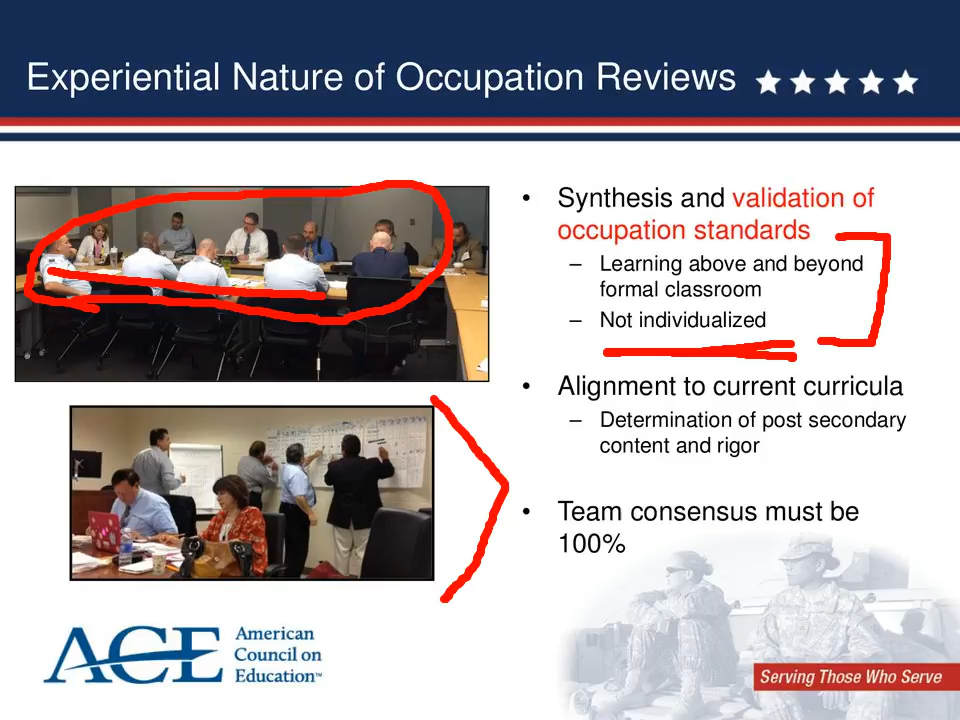 Experiential Nature of Occupation Reviews
• Synthesis and validation of
occupation standards
– Learning above and beyond
formal classroom
– Not individualized
• Alignment to current curricula
– Determination of post secondary
content and rigor
• Team consensus must be
100%
ACE American
Council on
Education™
Serving Those Who Serve